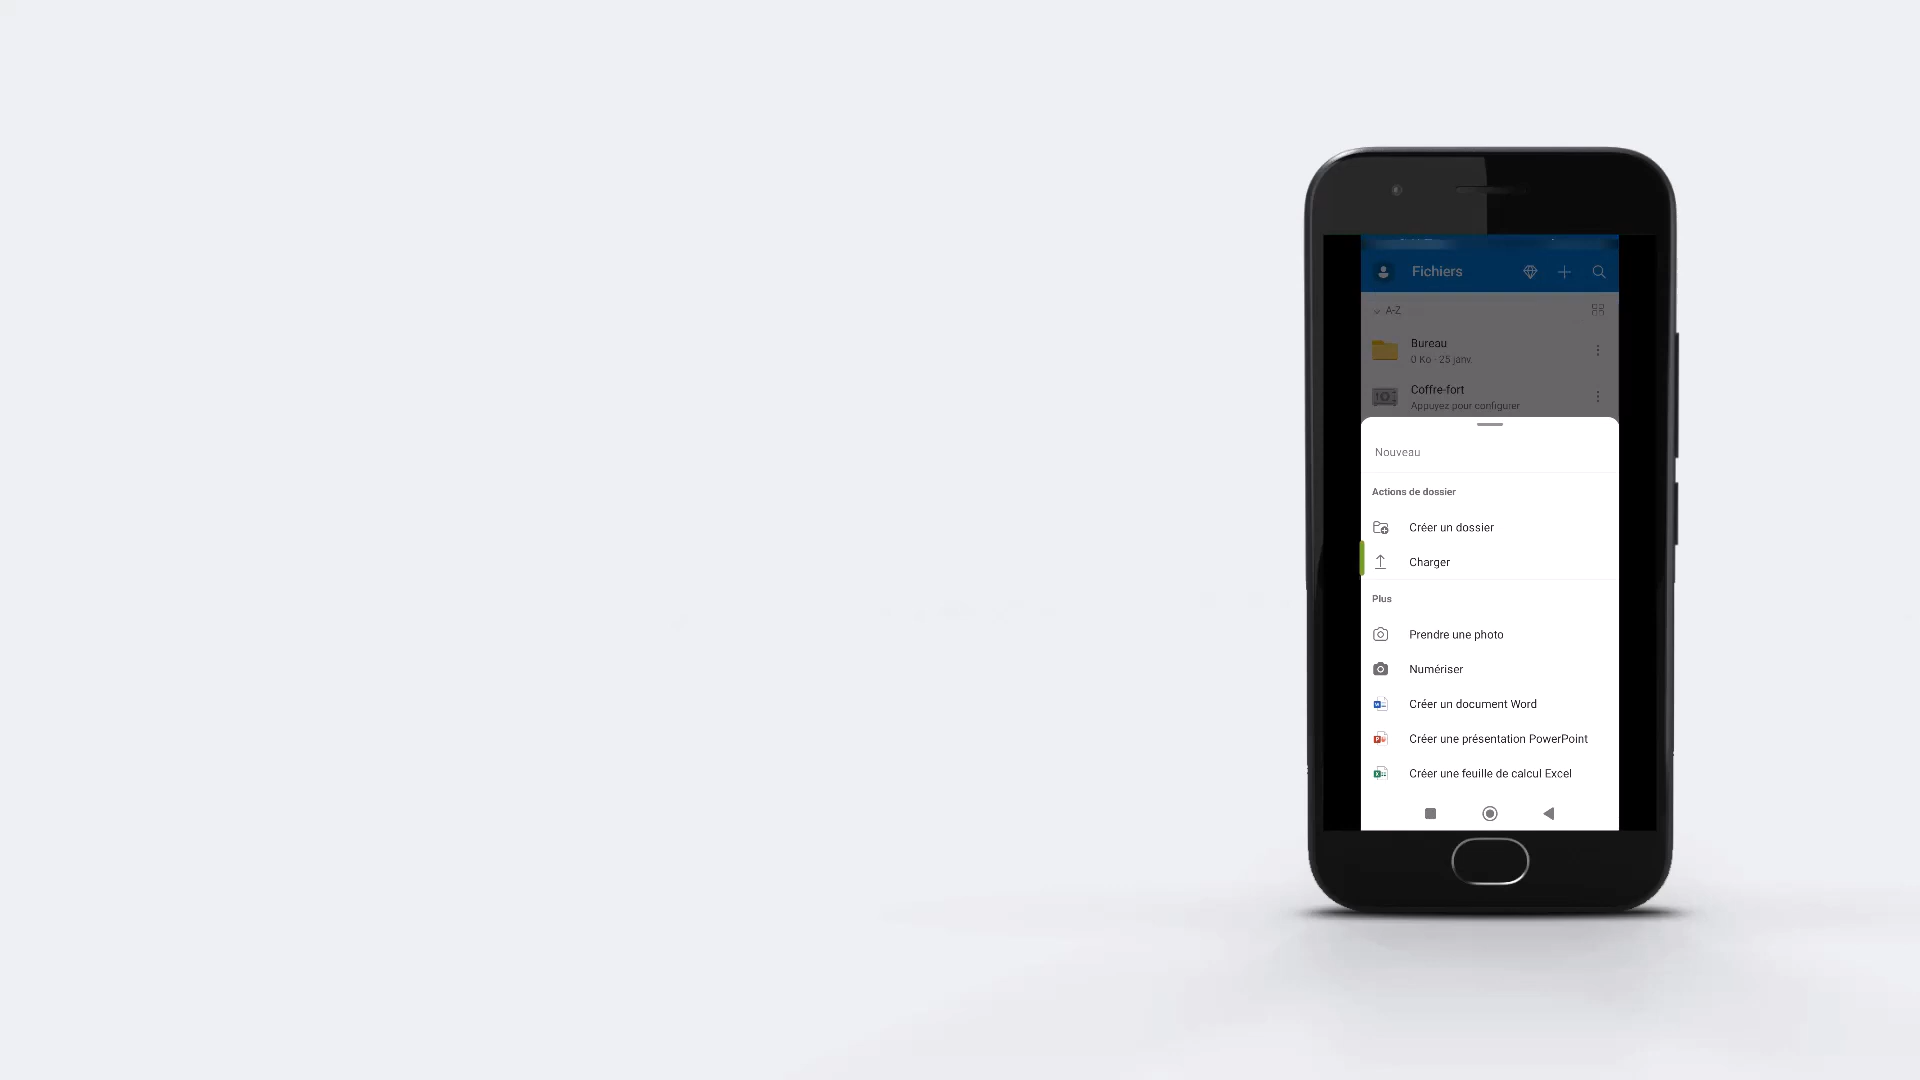 Fichiers
A-Z
Bureau
0 Ko - 25 janv.
Coffre-fort
Appuyez pour configurer
Nouveau
Actions de dossier
Créer un dossier
Charger
Plus
Prendre une photo
Numériser
Créer un document Word
Créer une présentation PowerPoint
Créer une feuille de calcul Excel